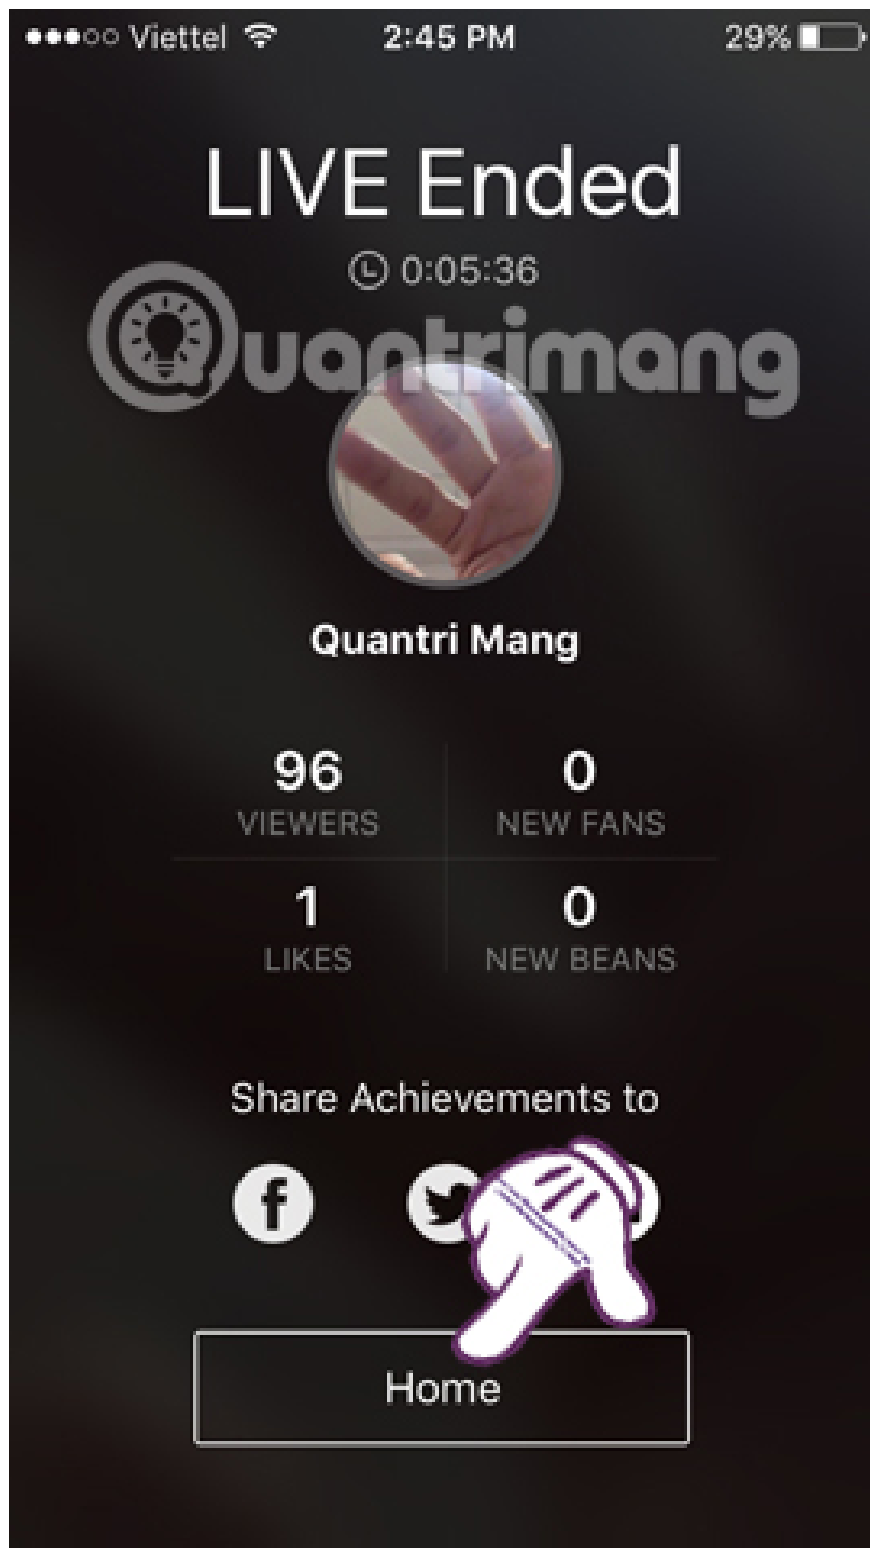 Viettel 2:45 PM 29%
LIVE Ended
0:05:36
Quantrimang
Quantri Mang
96 0
VIEWERS NEW FANS
1 0
LIKES NEW BEANS
Share Achievements to
Home